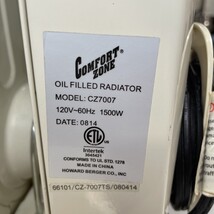 COMFORT
ZONE
OIL FILLED RADIATOR
MODEL: CZ7007
120V~60Hz 1500W
DATE: 0814
ETL
Intertek
CONFORMS TO UL STD. 1278
MADE IN CHINA
HOWARD BERGER CO., INC.
66101/CZ-7007TS/080414